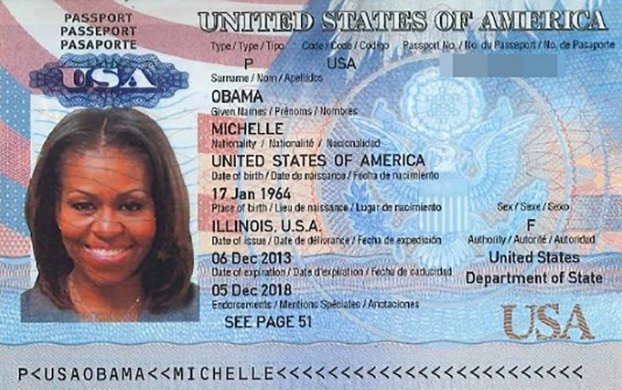 PASSPORT
PASSEPORT
PASAPORTE
USA
UNITED STATES OF AMERICA
Type / Type / Tipo Code / Code / Codigo Passport No. / No. du Passeport / No. de Pasaporte
P USA
Surname / Nom / Apellidos
OBAMA
Given Names / Prénoms / Nombres
MICHELLE
Nationality / Nationalité / Nacionalidad
UNITED STATES OF AMERICA
Date of birth / Date de naissance / Fecha de nacimiento
17 Jan 1964
Place of birth / Lieu de naissance / Lugar de nacimiento Sex / Sexe / Sexo
ILLINOIS, U.S.A. F
Date of issue / Date de délivrance / Fecha de expedición Authority / Autorité / Autoridad
06 Dec 2013 United States
Date of expiration / Date d'expiration / Fecha de caducidad Department of State
05 Dec 2018
Endorsements / Mentions Spéciales / Anotaciones
SEE PAGE 51
USA
P<USAOBAMA<<MICHELLE<<<<<<<<<<<<<<<<<<<<<<<<